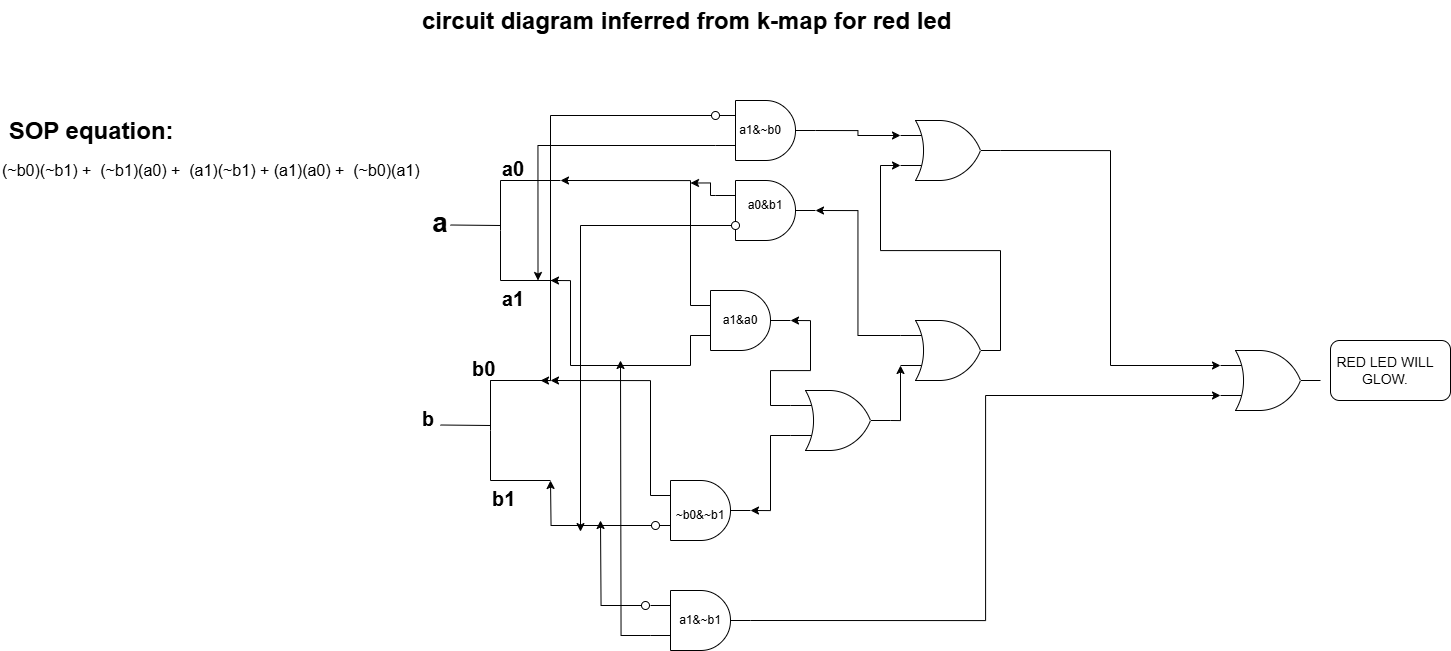 circuit diagram inferred from k-map for red led
SOP equation:
(~b0)(~b1) + (~b1)(a0) + (a1)(~b1) + (a1)(a0) + (~b0)(a1)
a1&~b0
a0
a0&b1
a
a1
a1&a0
RED LED WILL
GLOW.
b0
b
b1
~b0&~b1
a1&~b1